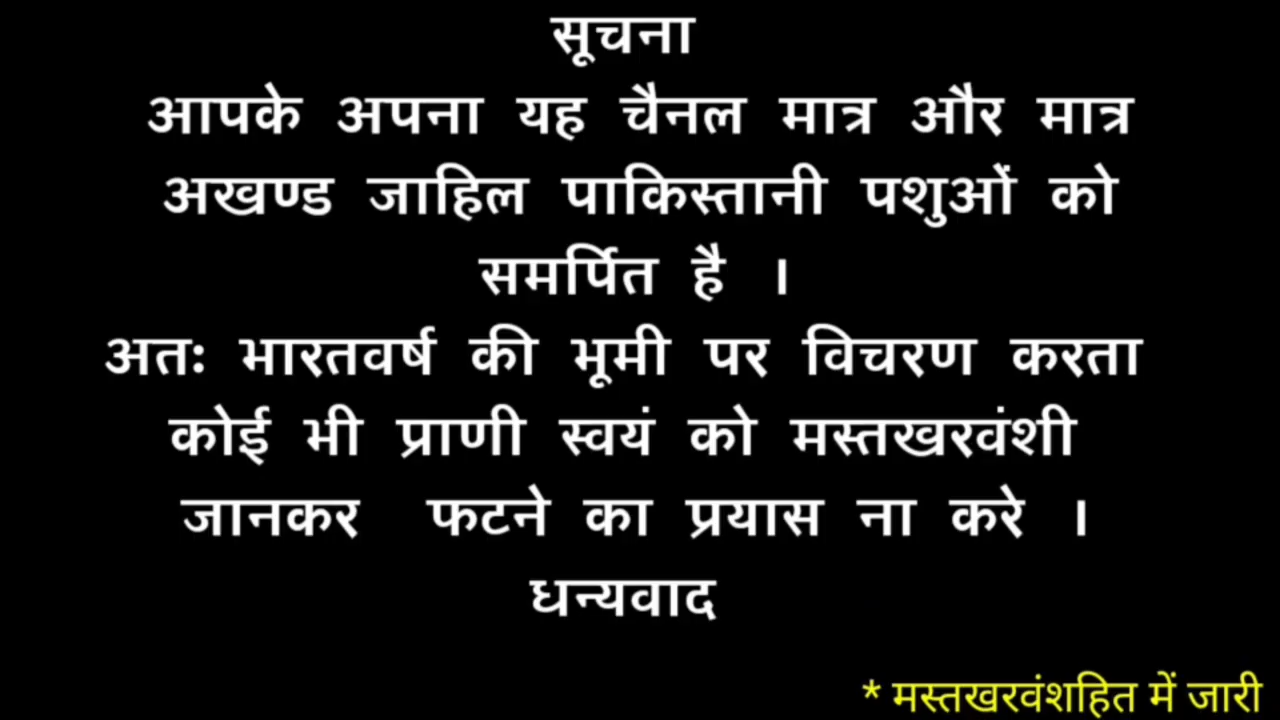 सूचना
आपके अपना यह चैनल मात्र और मात्र
अखण्ड जाहिल पाकिस्तानी पशुओं को
समर्पित है ।
अतः भारतवर्ष की भूमी पर विचरण करता
कोई भी प्राणी स्वयं को मस्तखरवंशी
जानकर फटने का प्रयास ना करे ।
धन्यवाद
* मस्तखरवंशहित में जारी